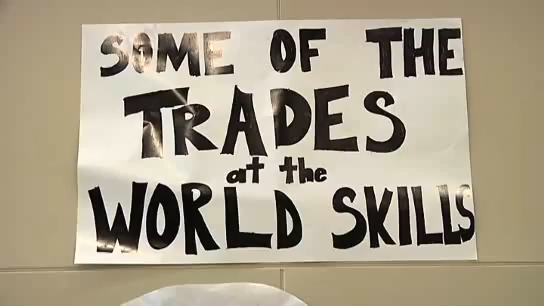 SOME OF THE
TRADES
at the
WORLD SKILLS